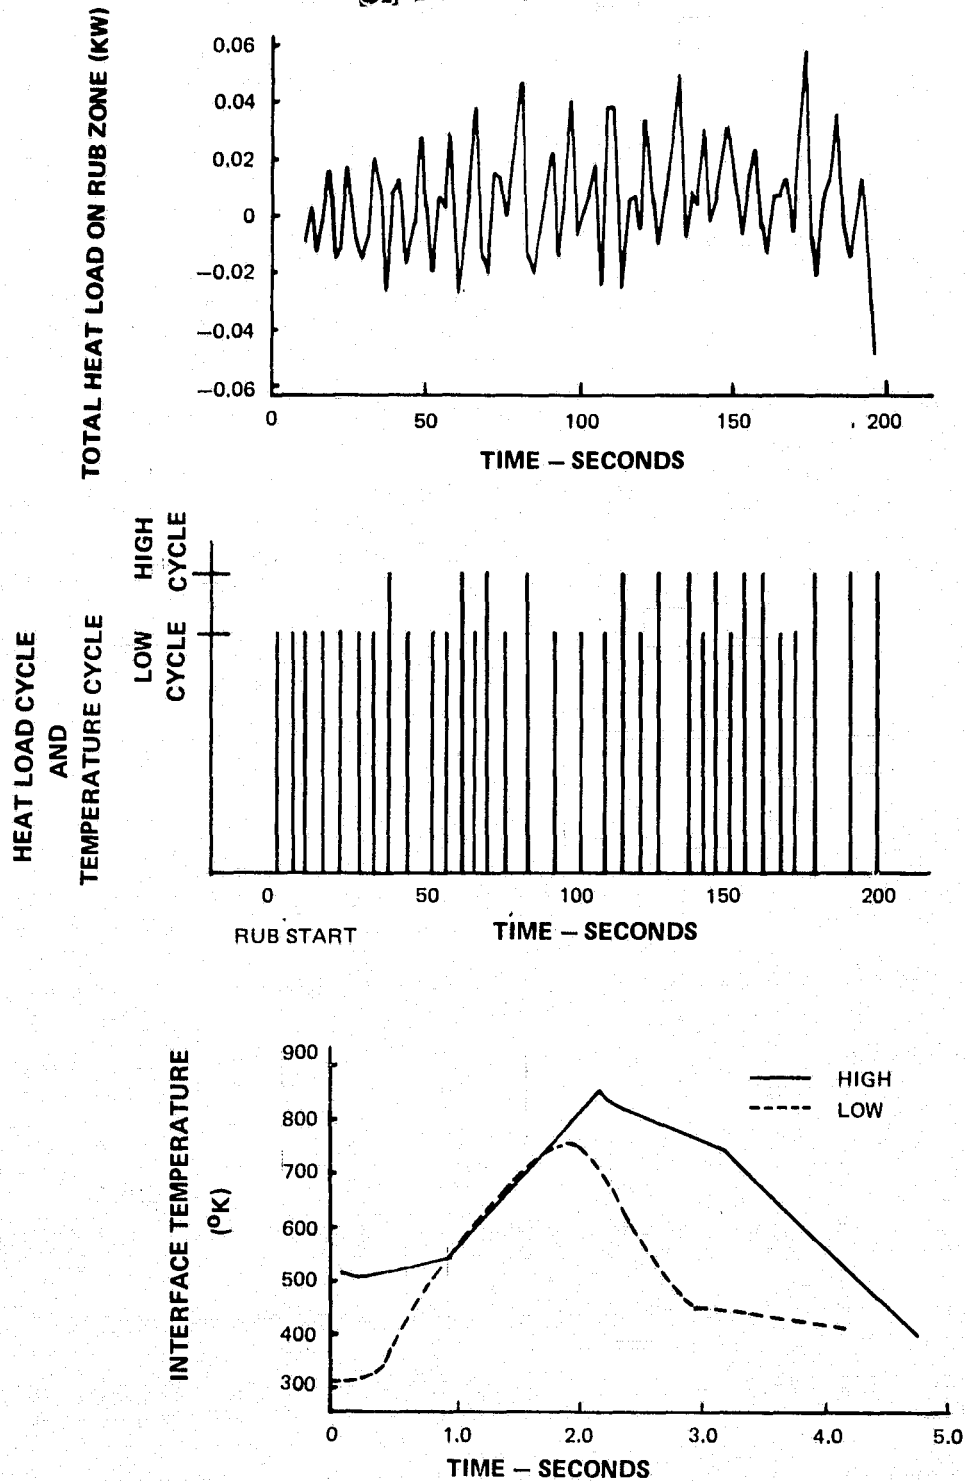 TOTAL HEAT LOAD ON RUB ZONE (KW)
0.06
0.04
0.02
0
−0.02
−0.04
−0.06
0 50 100 150 200
TIME – SECONDS
HEAT LOAD CYCLE
AND
TEMPERATURE CYCLE
HIGH
CYCLE
LOW
CYCLE
0 50 100 150 200
RUB START
TIME – SECONDS
INTERFACE TEMPERATURE
(ºK)
900
800
700
600
500
400
300
HIGH
LOW
0 1.0 2.0 3.0 4.0 5.0
TIME – SECONDS